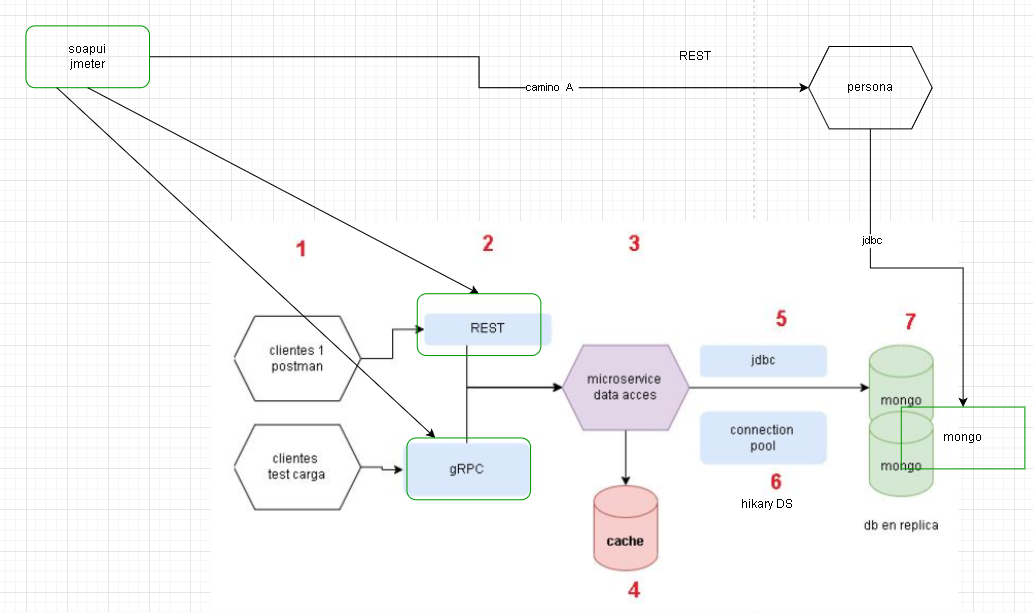 soapui
jmeter
REST
camino A
persona
jdbc
1
2
3
5
7
clientes 1
postman
REST
microservice
data acces
jdbc
connection
pool
6
hikary DS
mongo
mongo
mongo
db en replica
clientes
test carga
gRPC
cache
4